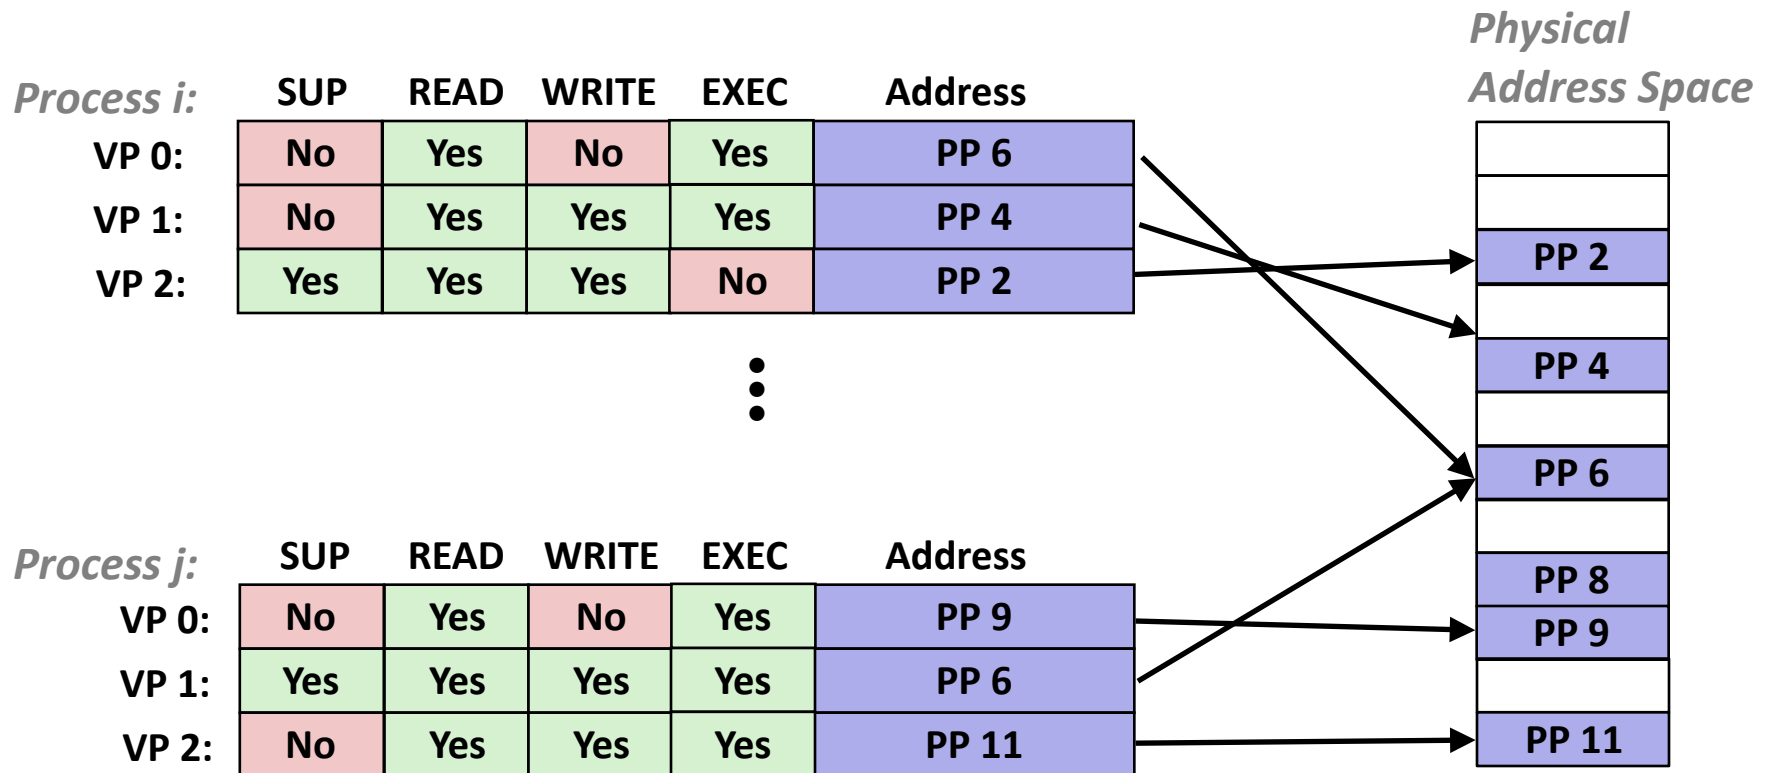 Physical
Address Space
Process i: SUP READ WRITE EXEC Address
VP 0: No Yes No Yes PP 6
VP 1: No Yes Yes Yes PP 4
VP 2: Yes Yes Yes No PP 2
Process j: SUP READ WRITE EXEC Address
VP 0: No Yes No Yes PP 9
VP 1: Yes Yes Yes Yes PP 6
VP 2: No Yes Yes Yes PP 11
PP 2
PP 4
PP 6
PP 8
PP 9
PP 11